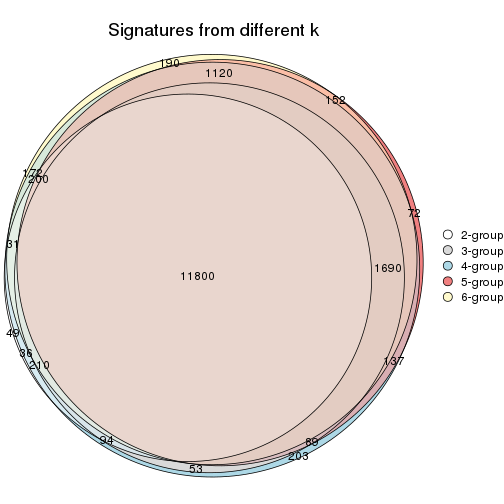 Signatures from different k
190
1120
152
172
200
72
31
11800
1690
2-group
3-group
4-group
5-group
6-group
49
36
210
137
94
53
89
203